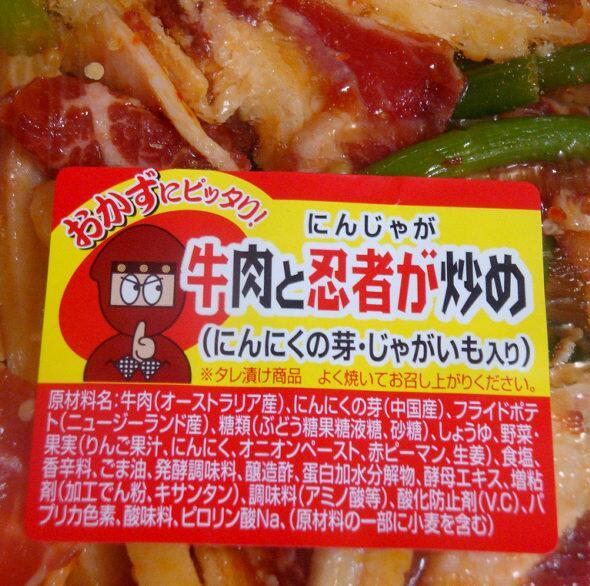 おかずにピッタリ!
にんじゃが
牛肉と忍者が炒め
(にんにくの芽・じゃがいも入り)
※タレ漬け商品 よく焼いてお召し上がりください。
原材料名:牛肉(オーストラリア産)、にんにくの芽(中国産)、フライドポテ
ト(ニュージーランド産)、糖類(ぶどう糖果糖液糖、砂糖)、しょうゆ、野菜・
果実(りんご果汁、にんにく、オニオンペースト、赤ピーマン、生姜)、食塩、
香辛料、ごま油、発酵調味料、醸造酢、蛋白加水分解物、酵母エキス、増粘
剤(加工でん粉、キサンタン)、調味料(アミノ酸等)、酸化防止剤(V.C)、パ
プリカ色素、酸味料、ピロリン酸Na、(原材料の一部に小麦を含む)